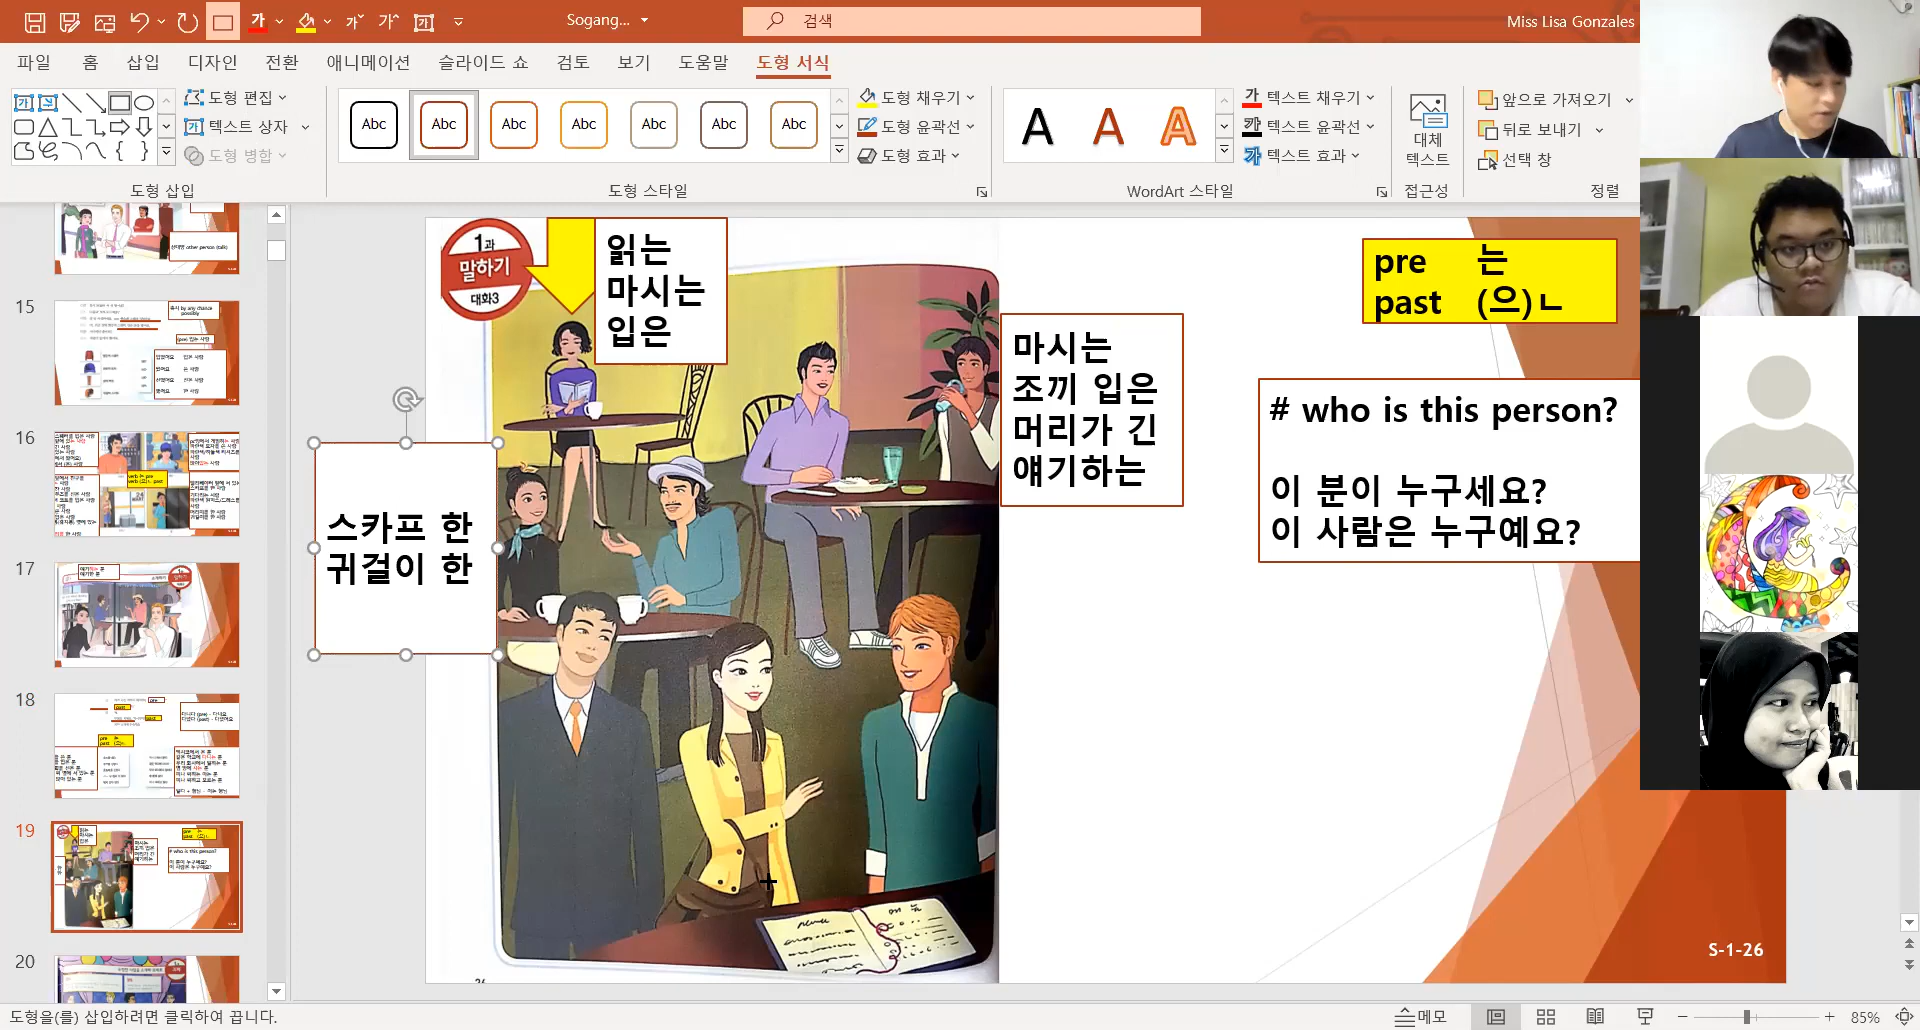 Sogang...
검색
Miss Lisa Gonzales
파일 홈 삽입 디자인 전환 애니메이션 슬라이드 쇼 검토 보기 도움말 도형 서식
도형 편집
텍스트 상자
도형 병합
도형 삽입
Abc Abc Abc Abc Abc Abc Abc
도형 스타일
도형 채우기
도형 윤곽선
도형 효과
A A A
WordArt 스타일
텍스트 채우기
텍스트 윤곽선
텍스트 효과
대체
텍스트
접근성
앞으로 가져오기
뒤로 보내기
선택 창
정렬
15
16
17
18
19
20
1과
말하기
대화3
읽는
마시는
입은
스카프 한
귀걸이 한
마시는
조끼 입은
머리가 긴
얘기하는
pre 는
past (으)ㄴ
# who is this person?
이 분이 누구세요?
이 사람은 누구예요?
S-1-26
도형을(를) 삽입하려면 클릭하여 끕니다.
메모
85%